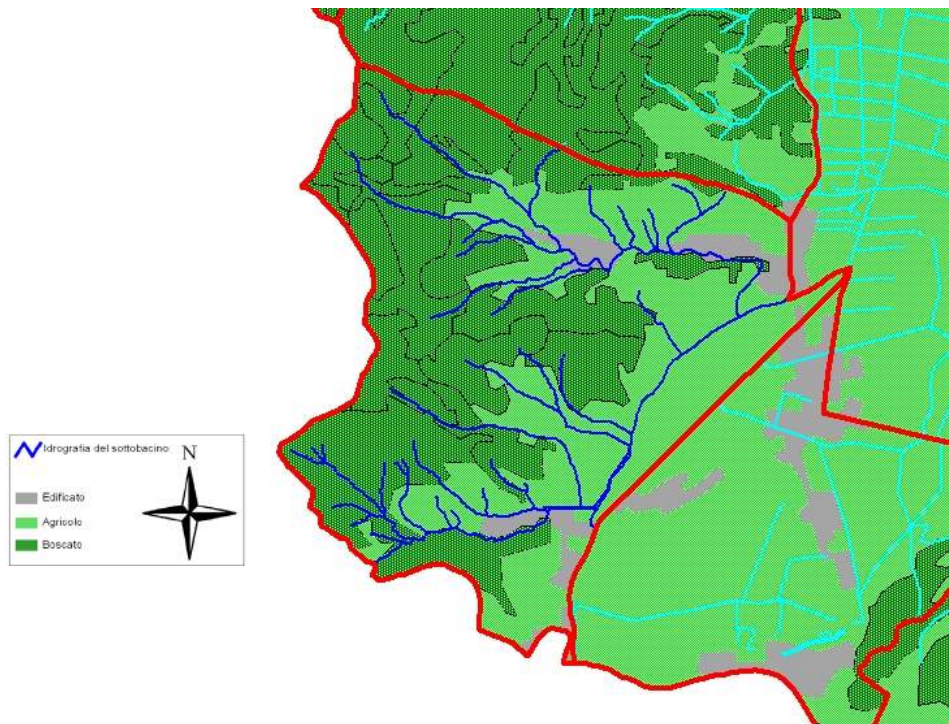 Idrografia del sottobacino
N
Edificato
Agricolo
Boscato